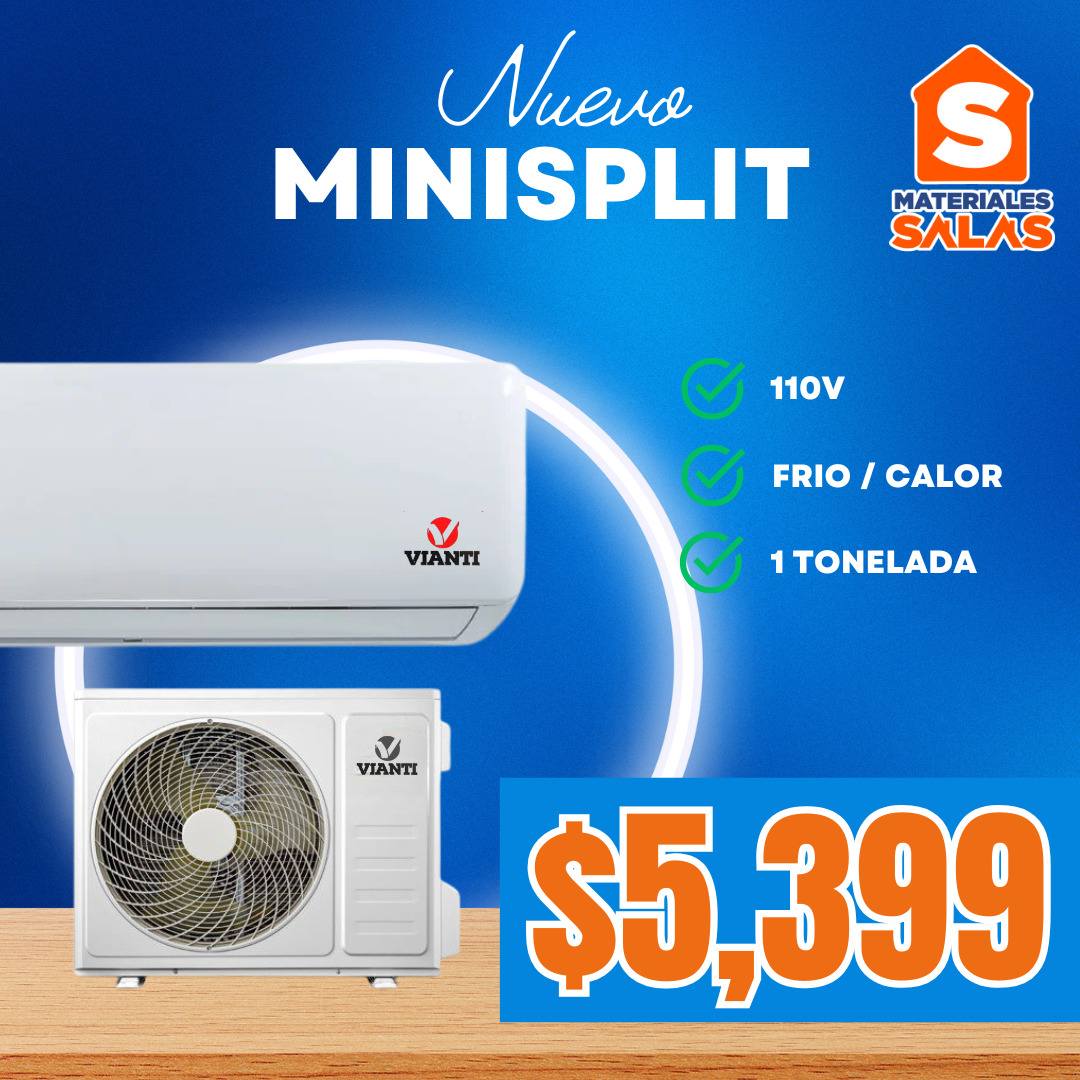 Nuevo
MINISPLIT
S
MATERIALES
SALAS
110V
FRIO / CALOR
1 TONELADA
VIANTI
VIANTI
$5,399